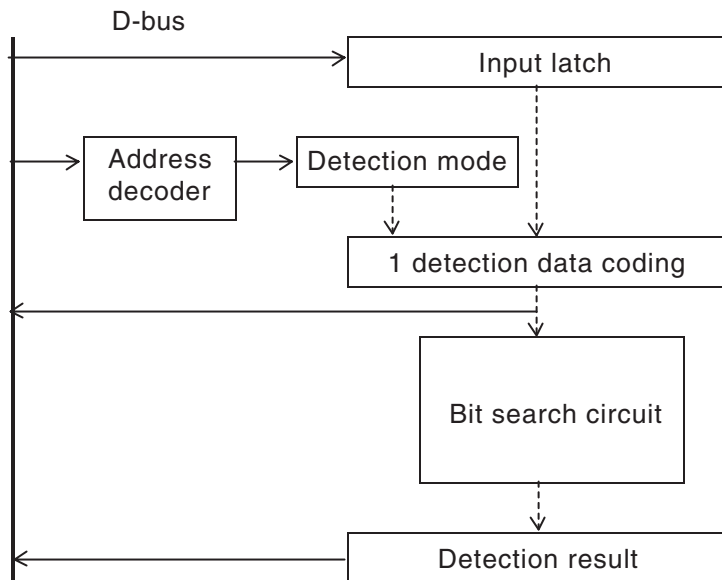 D-bus
Input latch
Address
decoder
Detection mode
1 detection data coding
Bit search circuit
Detection result